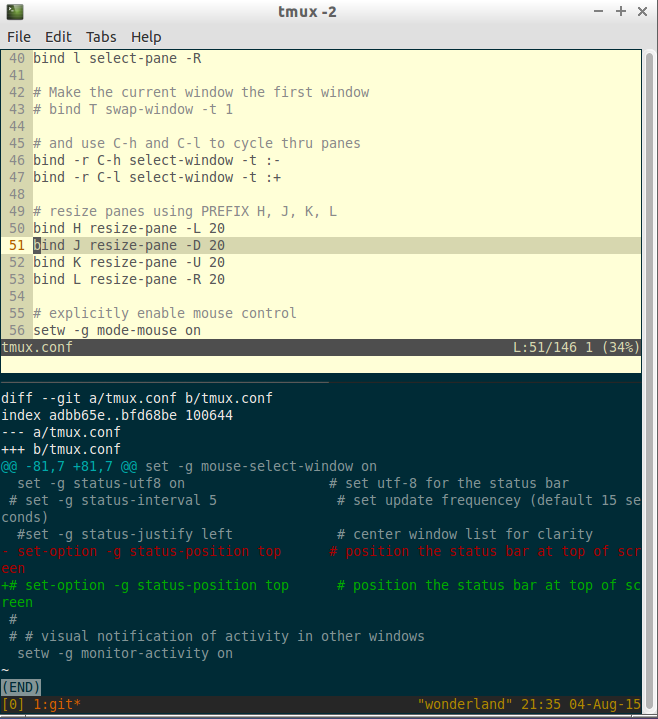 tmux -2
File Edit Tabs Help
40 bind l select-pane -R
41
42 # Make the current window the first window
43 # bind T swap-window -t 1
44
45 # and use C-h and C-l to cycle thru panes
46 bind -r C-h select-window -t :-
47 bind -r C-l select-window -t :+
48
49 # resize panes using PREFIX H, J, K, L
50 bind H resize-pane -L 20
51 bind J resize-pane -D 20
52 bind K resize-pane -U 20
53 bind L resize-pane -R 20
54
55 # explicitly enable mouse control
56 setw -g mode-mouse on
tmux.conf L:51/146 1 (34%)
diff --git a/tmux.conf b/tmux.conf
index adbb65e..bfd68be 100644
--- a/tmux.conf
+++ b/tmux.conf
@@ -81,7 +81,7 @@ set -g mouse-select-window on
  set -g status-utf8 on                  # set utf-8 for the status bar
 # set -g status-interval 5               # set update frequencey (default 15 se
conds)
  #set -g status-justify left             # center window list for clarity
- set-option -g status-position top      # position the status bar at top of scr
een
+# set-option -g status-position top      # position the status bar at top of sc
reen
 #
 # # visual notification of activity in other windows
  setw -g monitor-activity on
~
(END)
[0] 1:git* "wonderland" 21:35 04-Aug-15